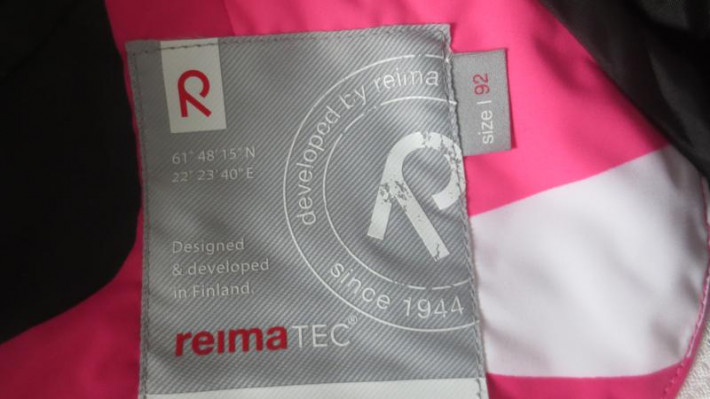 developed by reima
size | 92
61° 48' 15" N
22° 23' 40" E
Designed
& developed
in Finland.
since 1944
reimaTEC®